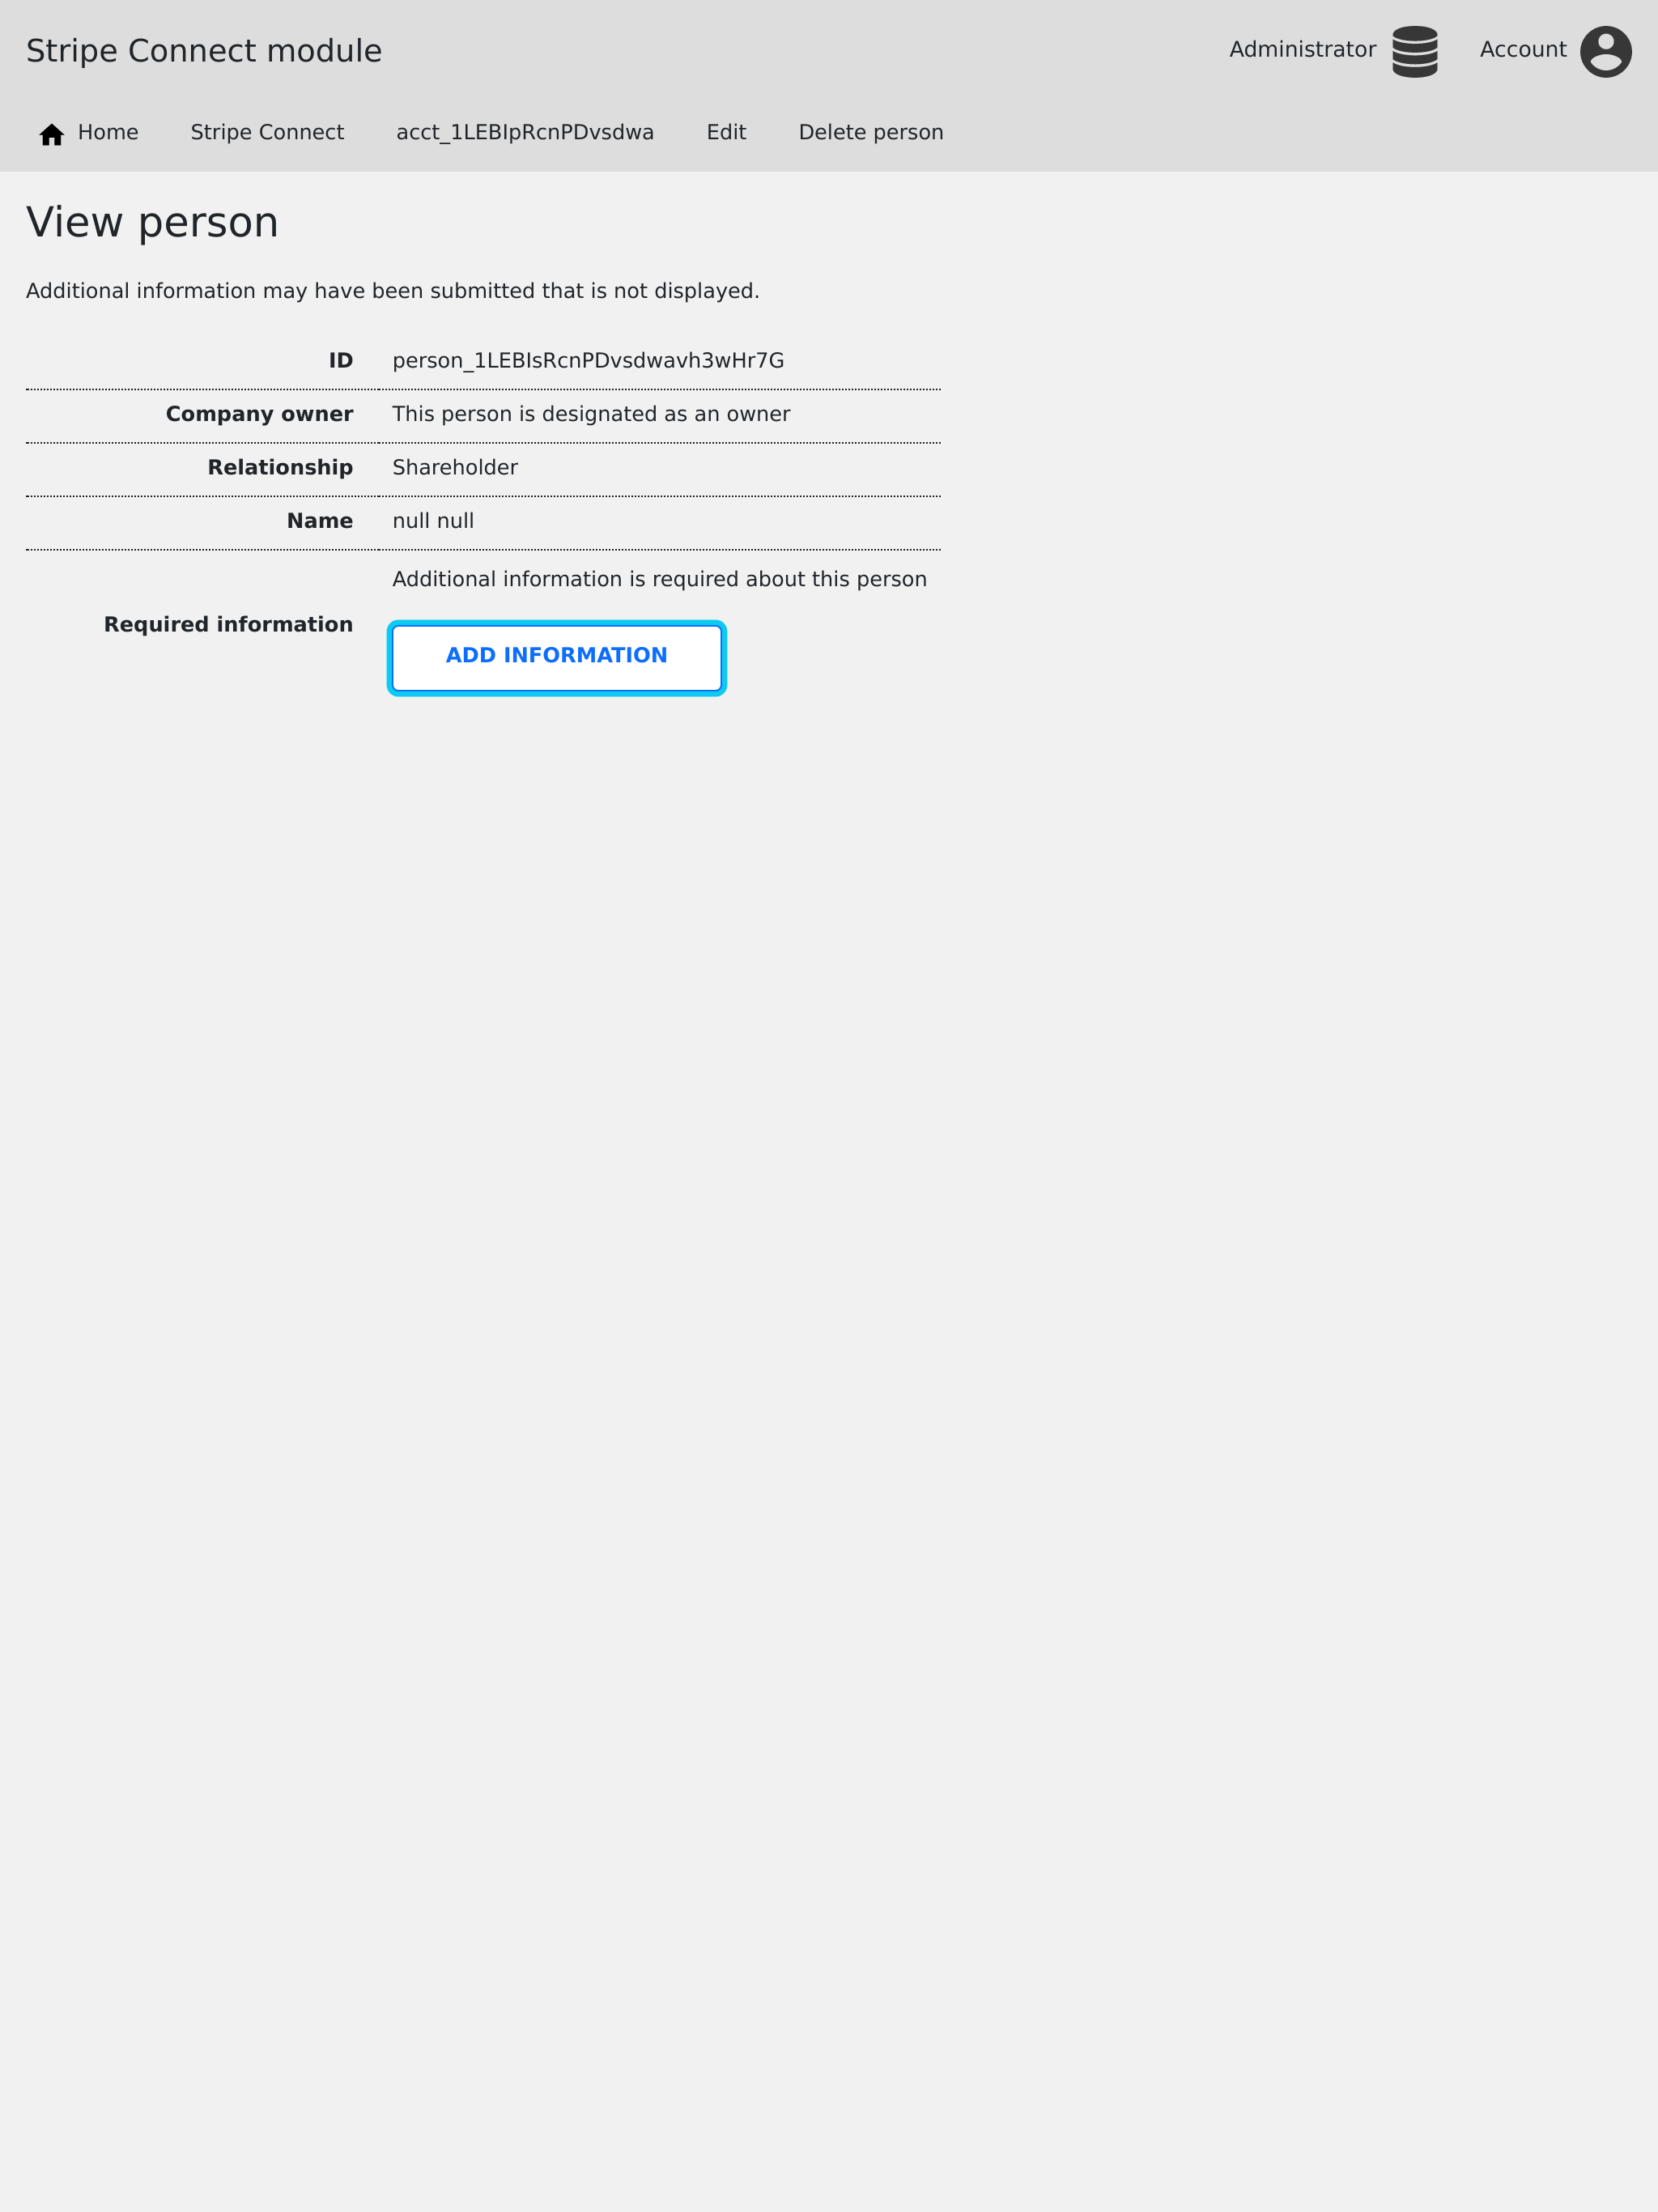 Stripe Connect module
Administrator
Account
Home
Stripe Connect
acct_1LEBIpRcnPDvsdwa
Edit
Delete person
View person
Additional information may have been submitted that is not displayed.
ID person_1LEBIsRcnPDvsdwavh3wHr7G
Company owner This person is designated as an owner
Relationship Shareholder
Name null null
Required information
Additional information is required about this person
ADD INFORMATION